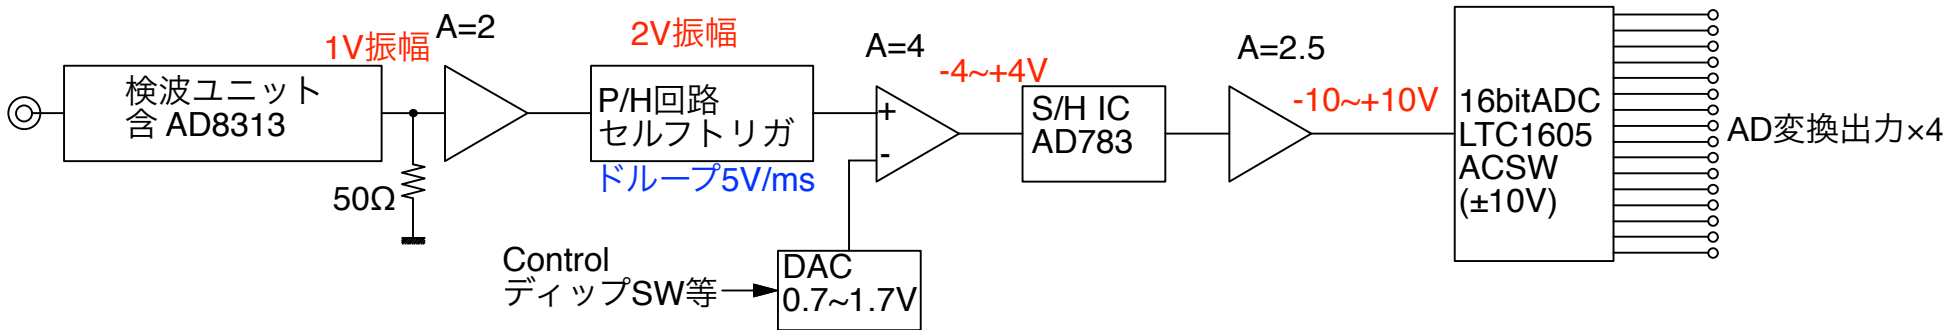 検波ユニット
含 AD8313
1V振幅
A=2
50Ω
2V振幅
P/H回路
セルフトリガ
ドループ5V/ms
A=4
+
-
Control
ディップSW等
DAC
0.7~1.7V
-4~+4V
S/H IC
AD783
A=2.5
-10~+10V
16bitADC
LTC1605
ACSW
(±10V)
AD変換出力×4